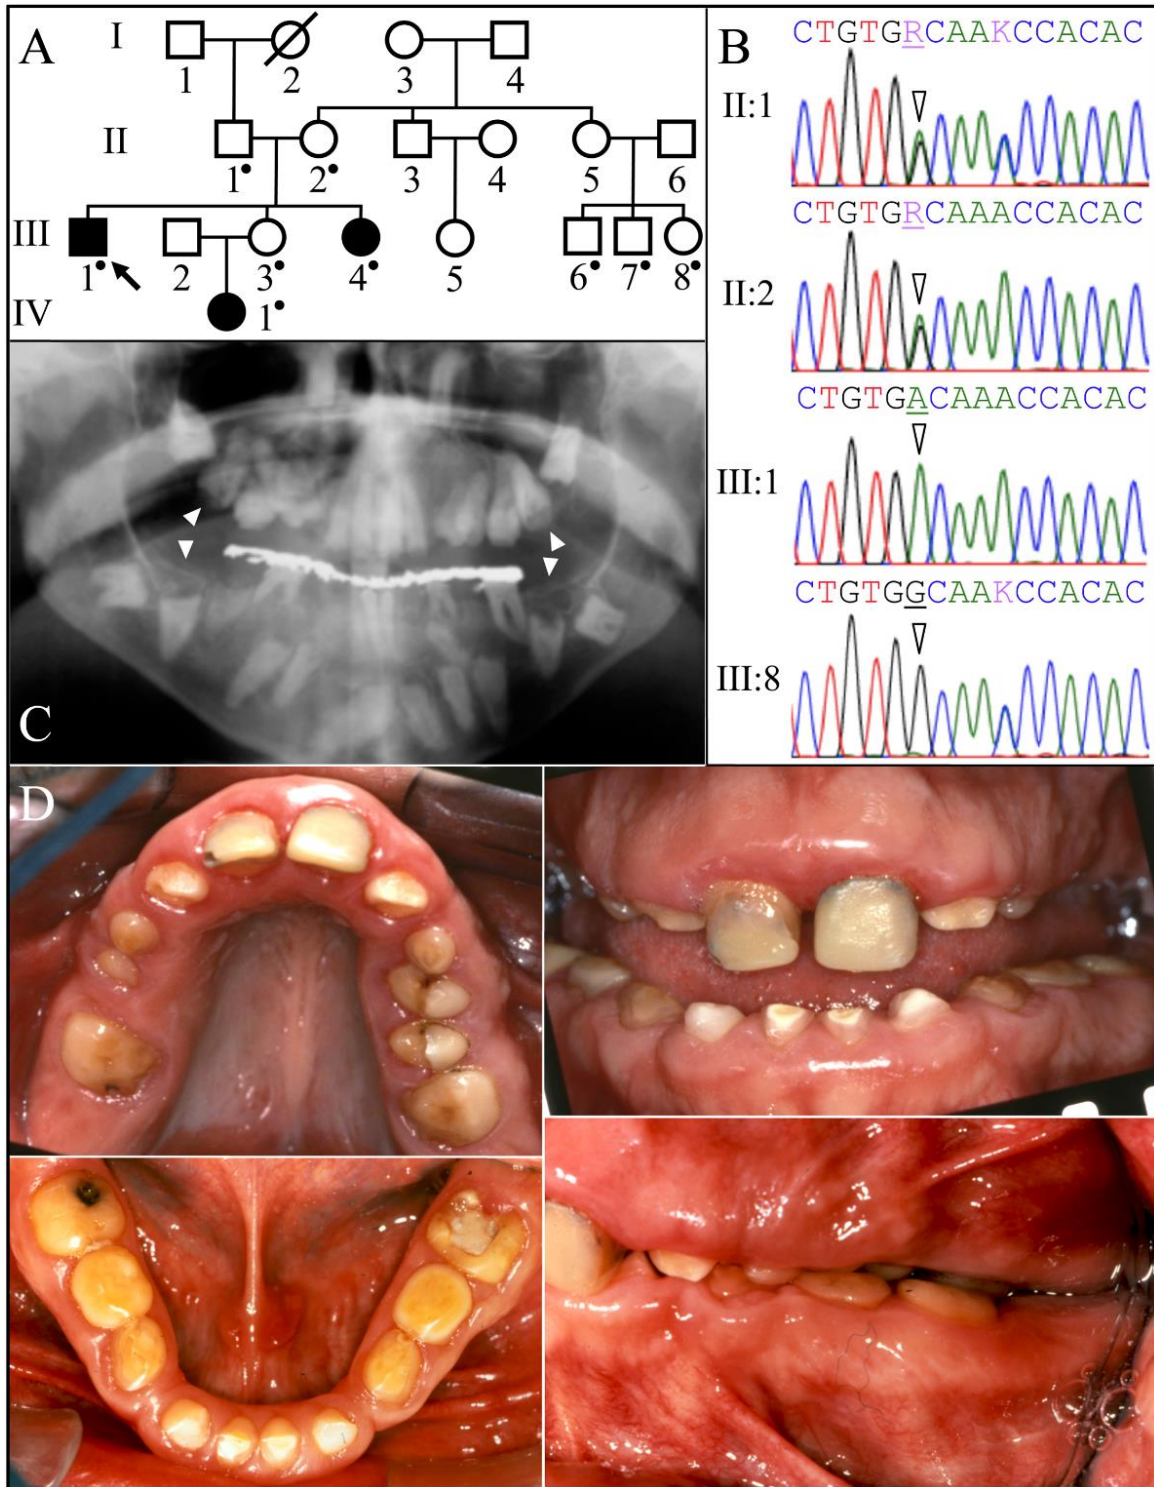 A
I
1 2 3 4
II
1• 2• 3 4 5 6
III
1• 2 3• 4• 5 6• 7• 8•
IV
1•
B
CTGTGRCAAKCCACAC
II:1
CTGTGRCAAACCACAC
II:2
CTGTGACAAACCACAC
III:1
CTGTGGCAAKCCACAC
III:8
C
D